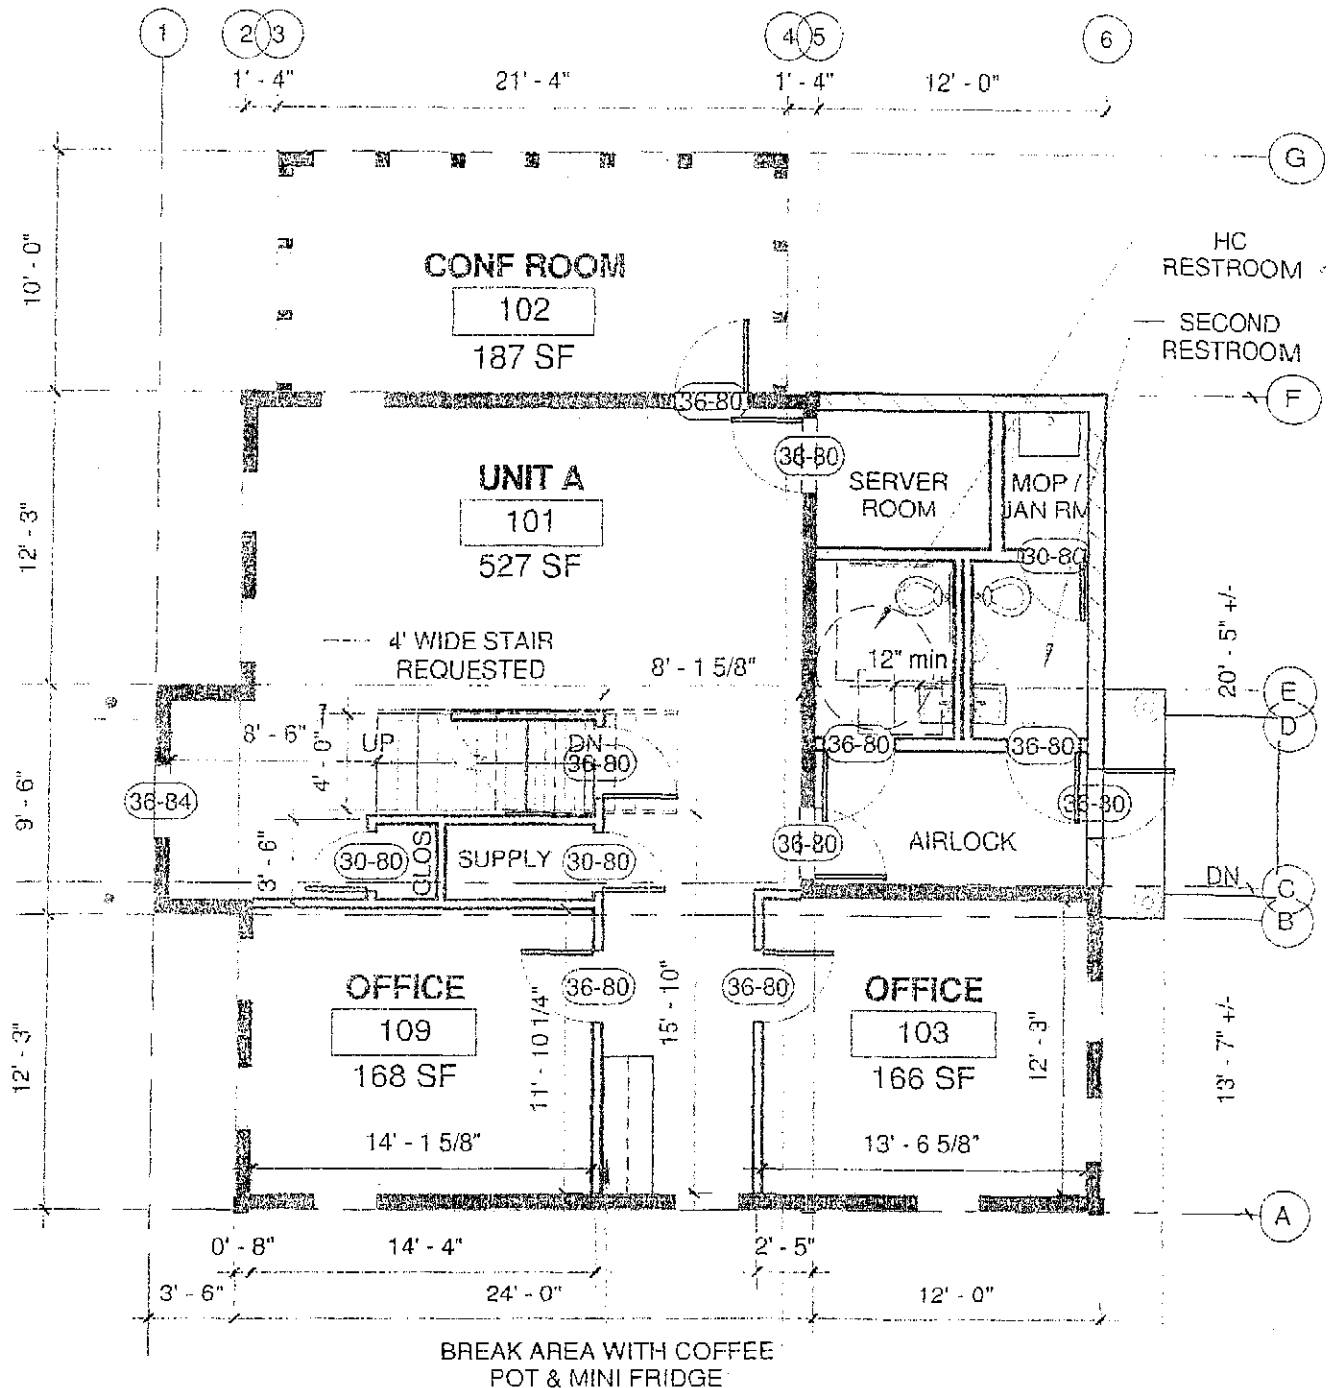 1
2
3
4
5
6
1' - 4"
21' - 4"
1' - 4"
12' - 0"
G
10' - 0"
HC
RESTROOM
CONF ROOM
102
187 SF
SECOND
RESTROOM
36-80
F
36-80
UNIT A
101
527 SF
SERVER
ROOM
MOP /
JAN RM
30-80
12' - 3"
4' WIDE STAIR
REQUESTED
8' - 1 5/8"
12" min
20' - 5" +/-
E
D
8' - 6"
4' - 0"
UP
DN
36-80
36-80
36-80
36-84
36-80
9' - 6"
3' - 6"
30-80
CLOS
SUPPLY
30-80
36-80
AIRLOCK
DN
C
B
OFFICE
109
168 SF
36-80
36-80
OFFICE
103
166 SF
11' - 10 1/4"
15' - 10"
12' - 3"
12' - 3"
13' - 7" +/-
14' - 1 5/8"
13' - 6 5/8"
A
0' - 8"
14' - 4"
2' - 5"
3' - 6"
24' - 0"
12' - 0"
BREAK AREA WITH COFFEE
POT & MINI FRIDGE